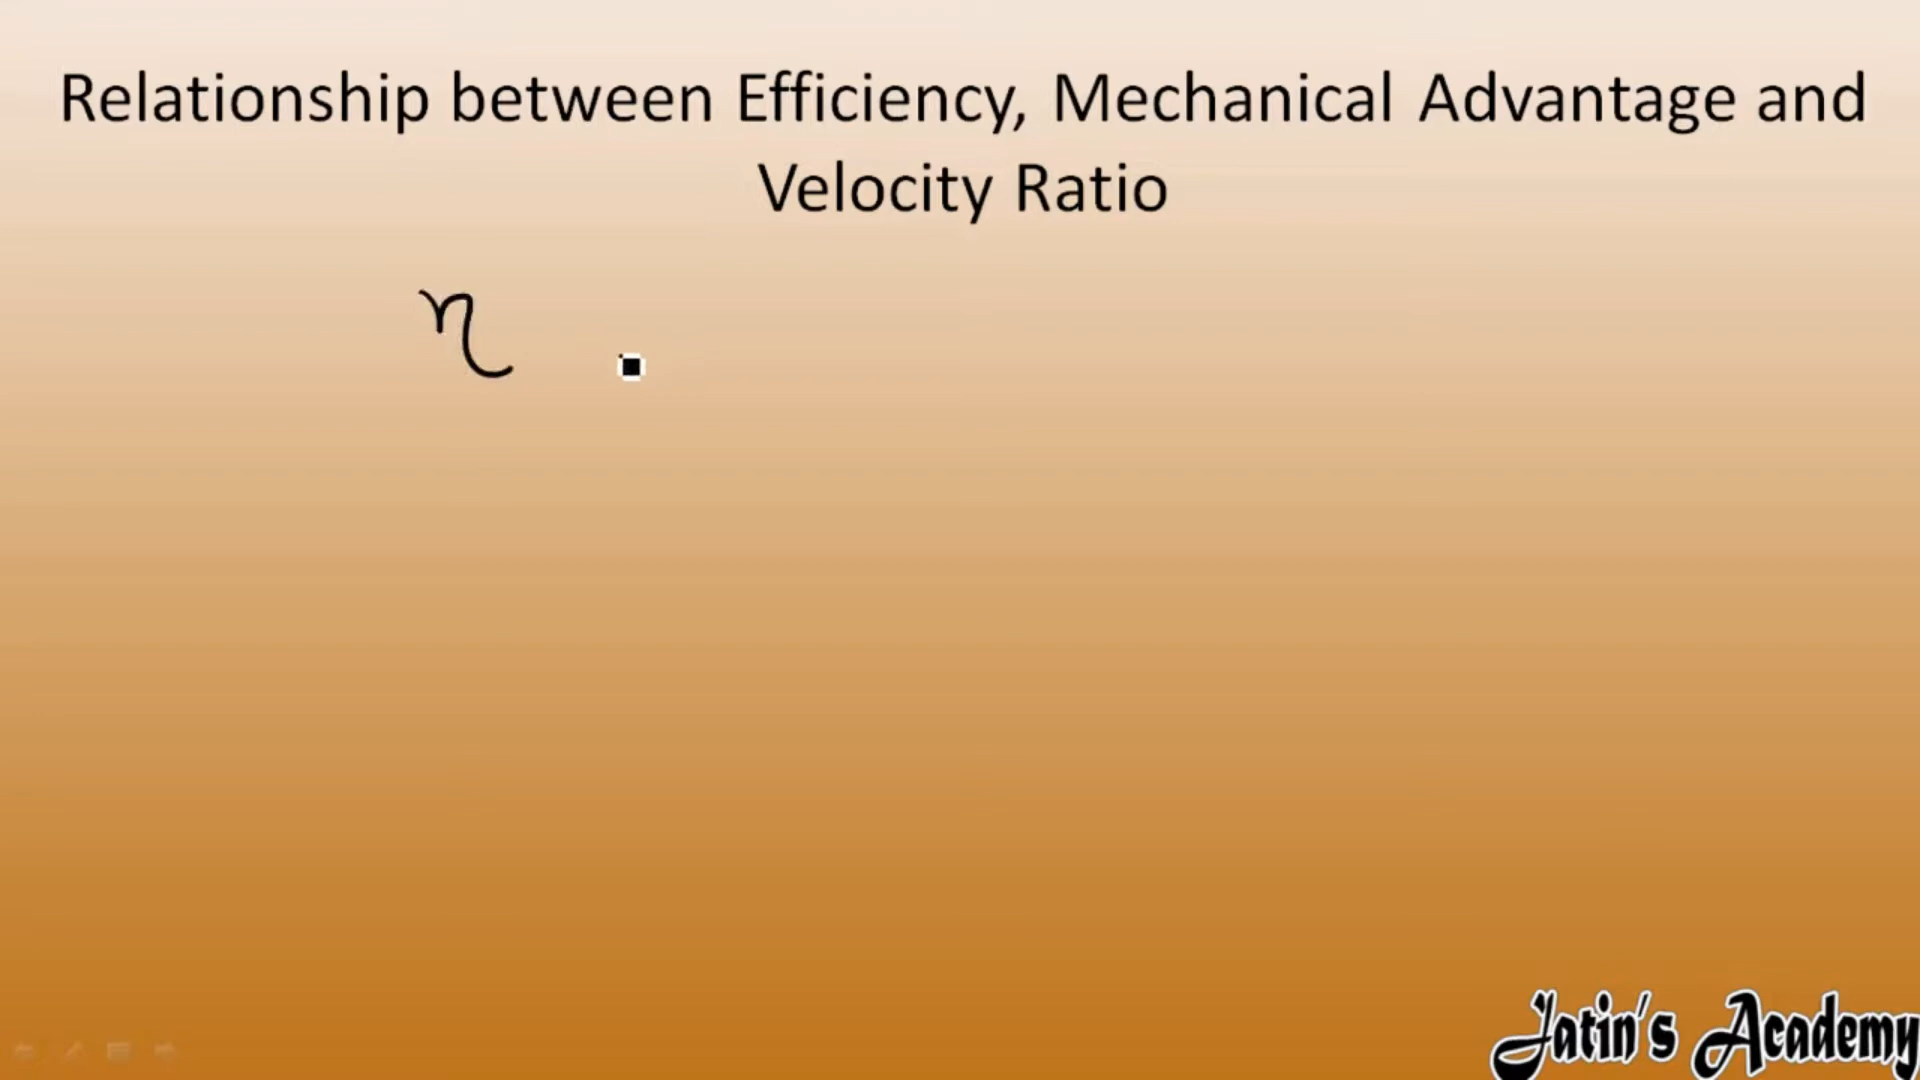 Relationship between Efficiency, Mechanical Advantage and
Velocity Ratio
η
Jatin's Academy